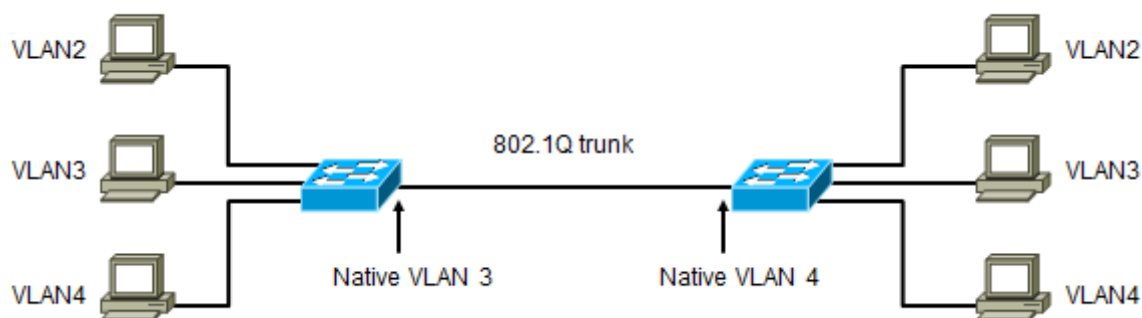 VLAN2
VLAN2
802.1Q trunk
VLAN3
VLAN3
Native VLAN 3
Native VLAN 4
VLAN4
VLAN4